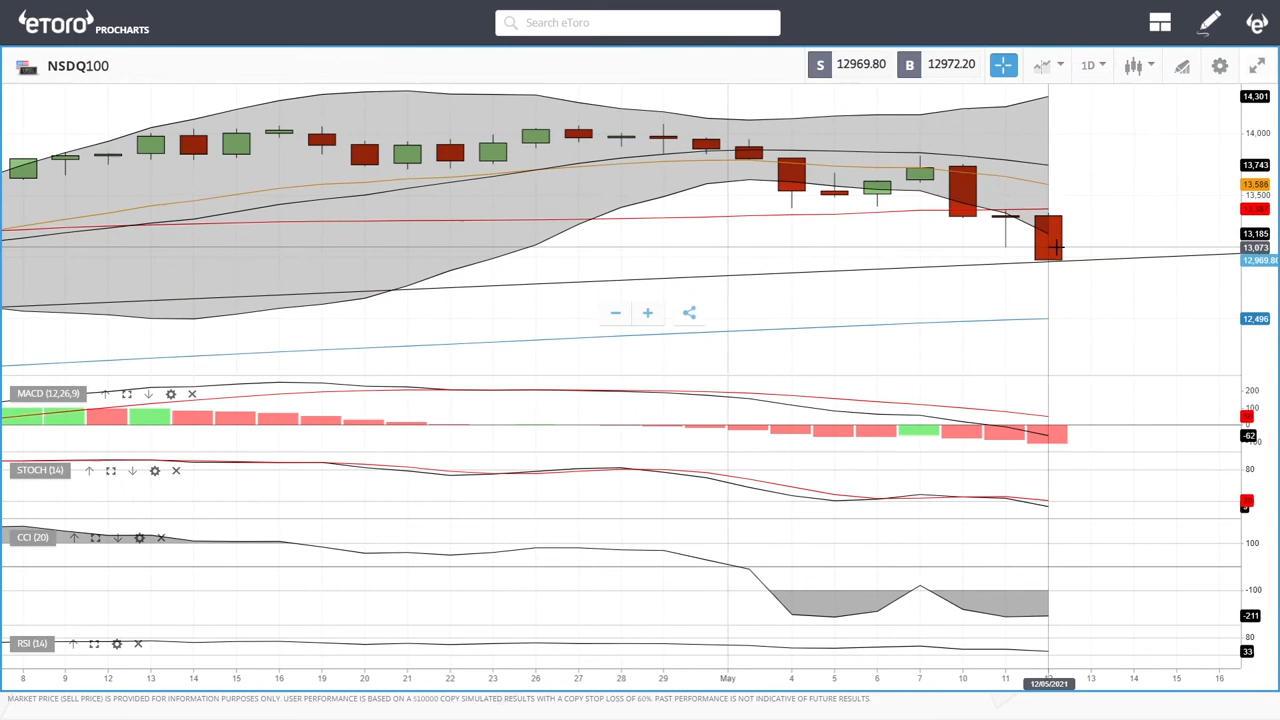 eTORO PROCHARTS
Search eToro
NSDQ100
S 12969.80 B 12972.20
1D
14,301
14,000
13,743
13,586
13,500
13,185
13,073
12,969.80
12,496
MACD (12,26,9)
200
100
0
-62
STOCH (14)
80
20
CCI (20)
100
-100
-211
RSI (14)
80
33
8 9 12 13 14 15 16 19 20 21 22 23 26 27 28 29 May 4 5 6 7 10 11 12 13 14 15 16
12/05/2021
MARKET PRICE (SELL PRICE) IS PROVIDED FOR INFORMATION PURPOSES ONLY. USER PERFORMANCE IS BASED ON A $10000 COPY SIMULATED RESULTS WITH A COPY STOP LOSS OF 60%. PAST PERFORMANCE IS NOT INDICATIVE OF FUTURE RESULTS.